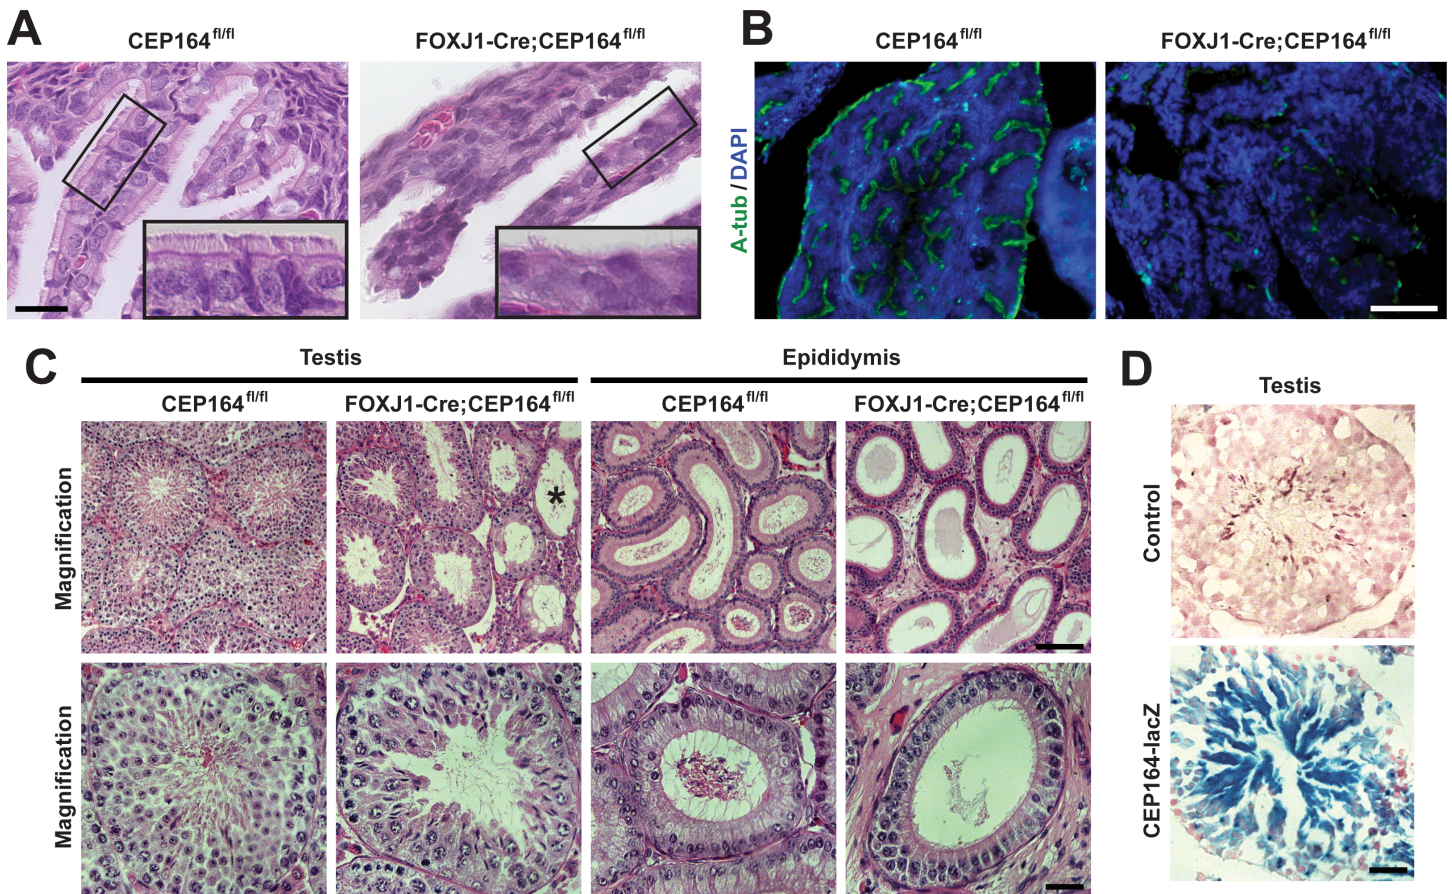 A
CEP164fl/fl
FOXJ1-Cre;CEP164fl/fl
B
CEP164fl/fl
FOXJ1-Cre;CEP164fl/fl
A-tub/DAPI
C
Testis
Epididymis
CEP164fl/fl
FOXJ1-Cre;CEP164fl/fl
CEP164fl/fl
FOXJ1-Cre;CEP164fl/fl
Magnification
*
Magnification
D
Testis
Control
CEP164-lacZ